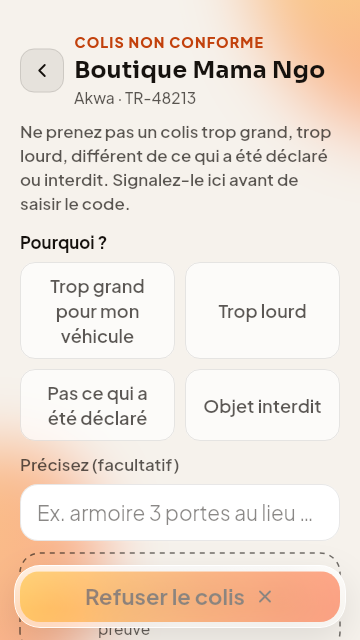 COLIS NON CONFORME
Boutique Mama Ngo
Akwa · TR-48213
Ne prenez pas un colis trop grand, trop
lourd, différent de ce qui a été déclaré
ou interdit. Signalez-le ici avant de
saisir le code.
Pourquoi ?
Trop grand
pour mon
véhicule
Trop lourd
Pas ce qui a
été déclaré
Objet interdit
Précisez (facultatif)
Ex. armoire 3 portes au lieu ...
Refuser le colis ×
preuve